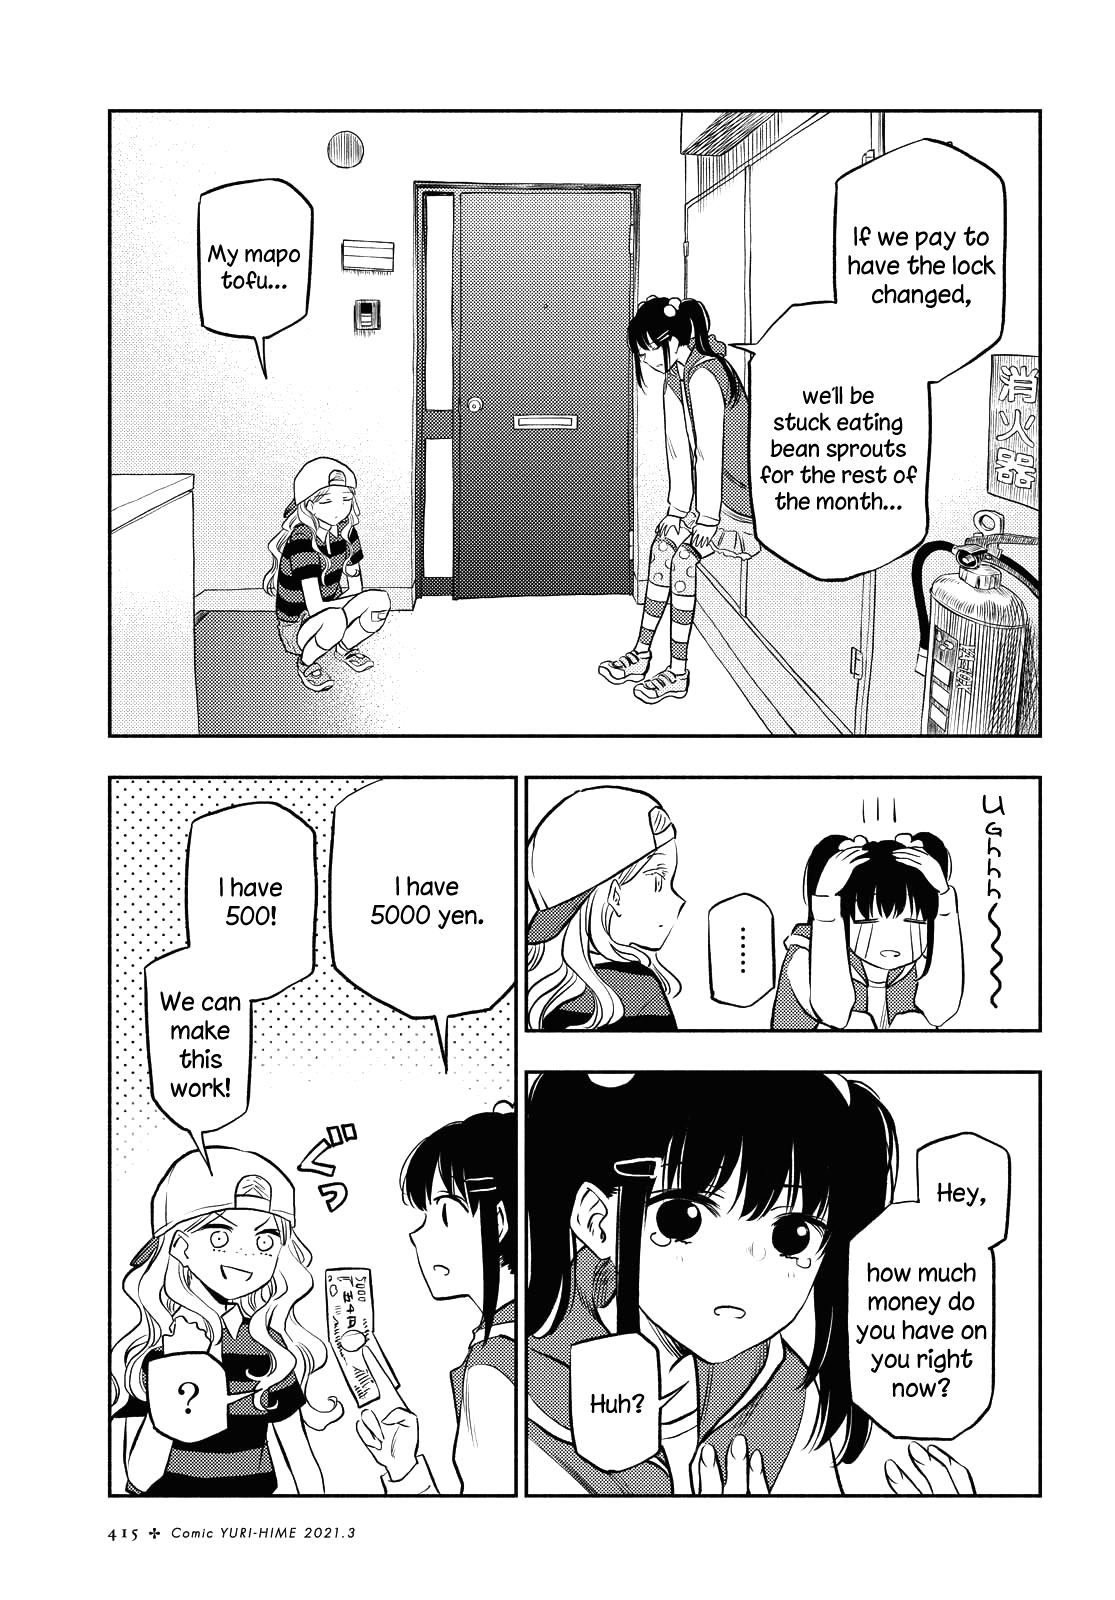 If we pay to
have the lock
changed,
we'll be
stuck eating
bean sprouts
for the rest of
the month...
My mapo
tofu...
消火器
Ughhhh
......
Hey,
how much
money do
you have on
you right
now?
Huh?
I have
5000 yen.
I have
500!
We can
make
this
work!
グッ
5000
?
415 ✣ Comic YURI-HIME 2021.3